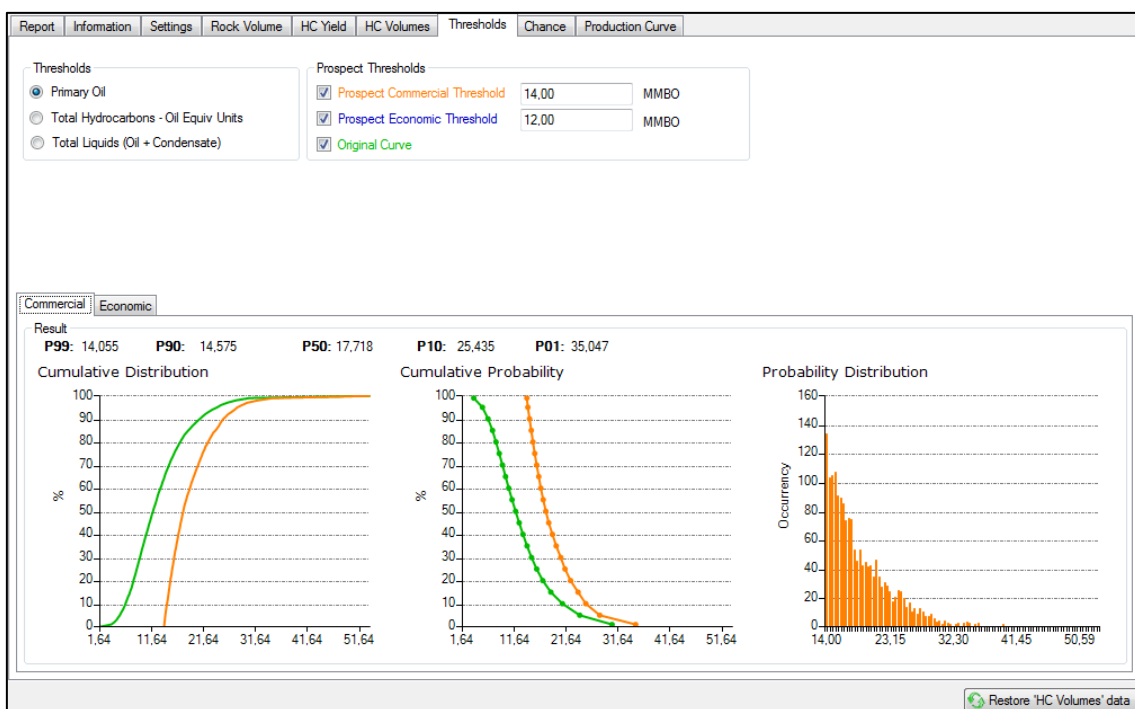 Report Information Settings Rock Volume HC Yield HC Volumes Thresholds Chance Production Curve
Thresholds
Primary Oil
Total Hydrocarbons - Oil Equiv Units
Total Liquids (Oil + Condensate)
Prospect Thresholds
Prospect Commercial Threshold 14,00 MMBO
Prospect Economic Threshold 12,00 MMBO
Original Curve
Commercial Economic
Result
P99: 14,055 P90: 14,575 P50: 17,718 P10: 25,435 P01: 35,047
Cumulative Distribution
100
90
80
70
60
50
40
30
20
10
0
%
1,64 11,64 21,64 31,64 41,64 51,64
Cumulative Probability
100
90
80
70
60
50
40
30
20
10
0
%
1,64 11,64 21,64 31,64 41,64 51,64
Probability Distribution
160
140
120
100
80
60
40
20
0
Occurrency
14,00 23,15 32,30 41,45 50,59
Restore 'HC Volumes' data